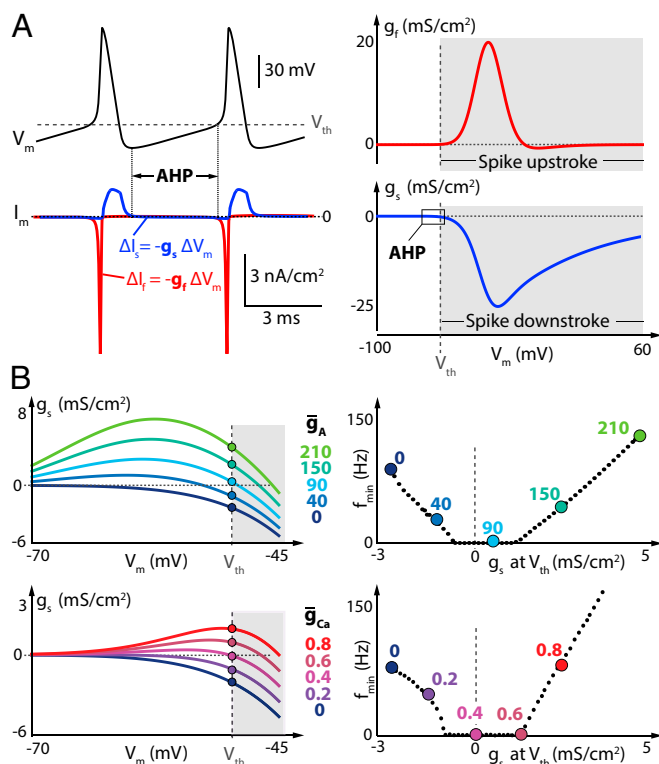 A
30 mV
V_th
V_m
AHP
I_m
0
ΔI_s = -g_s ΔV_m
ΔI_f = -g_f ΔV_m
3 nA/cm²
3 ms
g_f (mS/cm²)
20
0
Spike upstroke
g_s (mS/cm²)
0
AHP
-25
Spike downstroke
-100
V_m (mV)
60
V_th
B
g_s (mS/cm²)
8
0
-6
-70
V_m (mV)
V_th
-45
g̅_A
210
150
90
40
0
150
f_min (Hz)
0
0
40
90
150
210
-3
0
5
g_s at V_th (mS/cm²)
g_s (mS/cm²)
3
0
-6
-70
V_m (mV)
V_th
-45
g̅_Ca
0.8
0.6
0.4
0.2
0
150
f_min (Hz)
0
0
0.2
0.4
0.6
0.8
-3
0
5
g_s at V_th (mS/cm²)